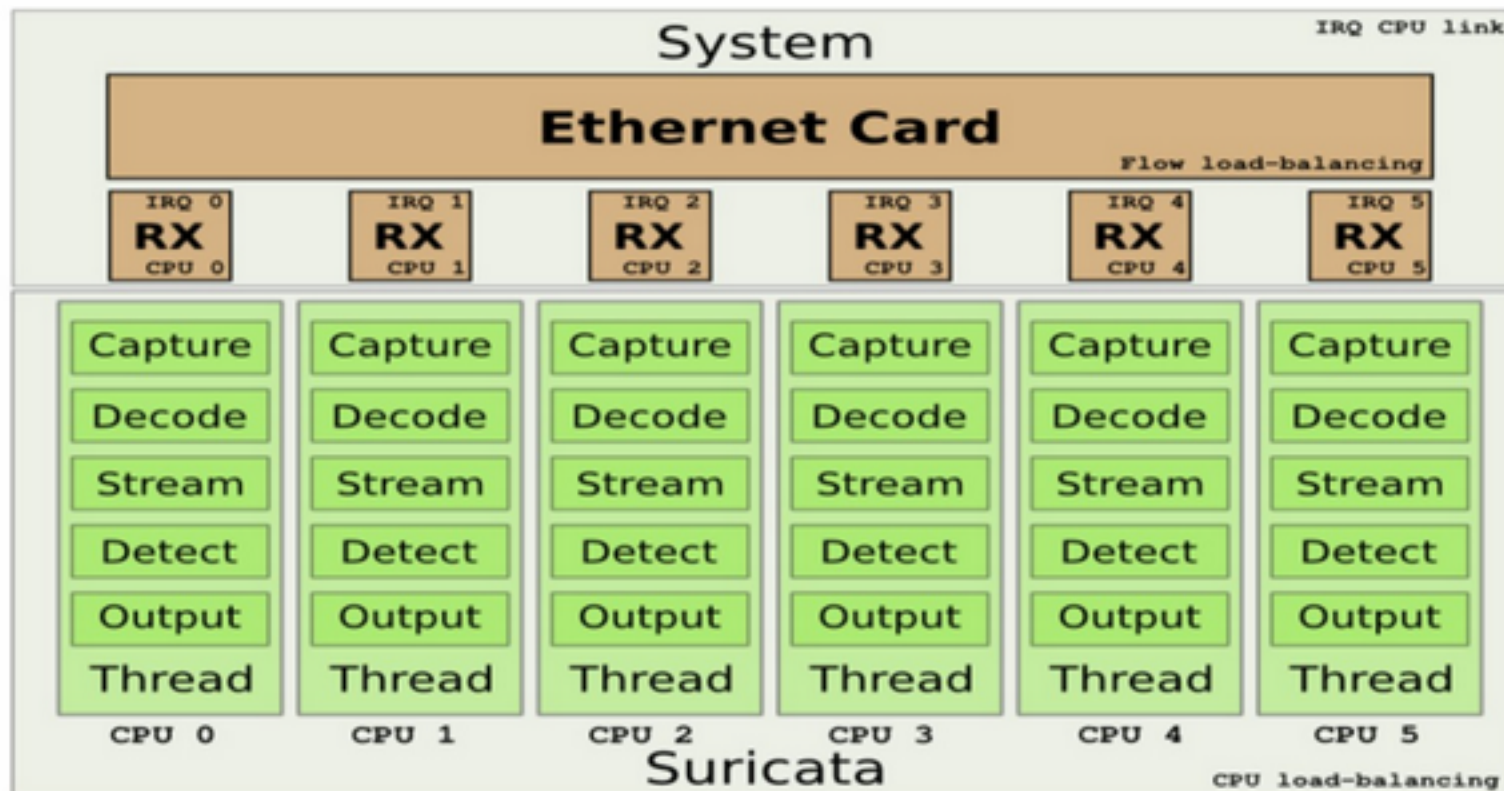 IRQ CPU link
System
Ethernet Card
Flow load-balancing
IRQ 0 IRQ 1 IRQ 2 IRQ 3 IRQ 4 IRQ 5
RX RX RX RX RX RX
CPU 0 CPU 1 CPU 2 CPU 3 CPU 4 CPU 5
Capture Capture Capture Capture Capture Capture
Decode Decode Decode Decode Decode Decode
Stream Stream Stream Stream Stream Stream
Detect Detect Detect Detect Detect Detect
Output Output Output Output Output Output
Thread Thread Thread Thread Thread Thread
CPU 0 CPU 1 CPU 2 CPU 3 CPU 4 CPU 5
Suricata
CPU load-balancing